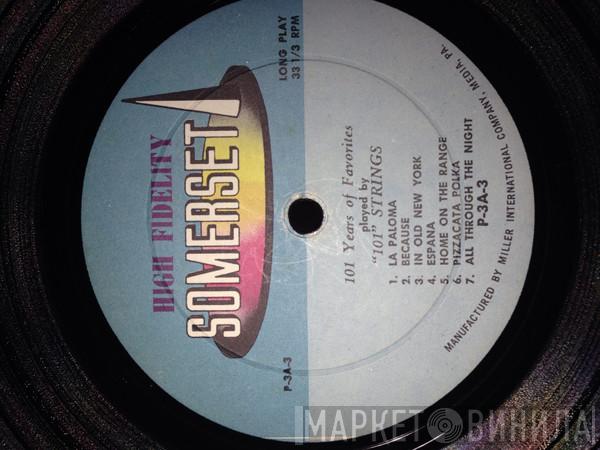 HIGH FIDELITY
SOMERSET
LONG PLAY
33 1/3 RPM
P-3A-3
101 Years of Favorites
played by
"101" STRINGS
1. LA PALOMA
2. BECAUSE
3. IN OLD NEW YORK
4. ESPANA
5. HOME ON THE RANGE
6. PIZZACATA POLKA
7. ALL THROUGH THE NIGHT
P-3A-3
MANUFACTURED BY MILLER INTERNATIONAL COMPANY, MEDIA, PA.
МАРКЕТ ВИНИЛА